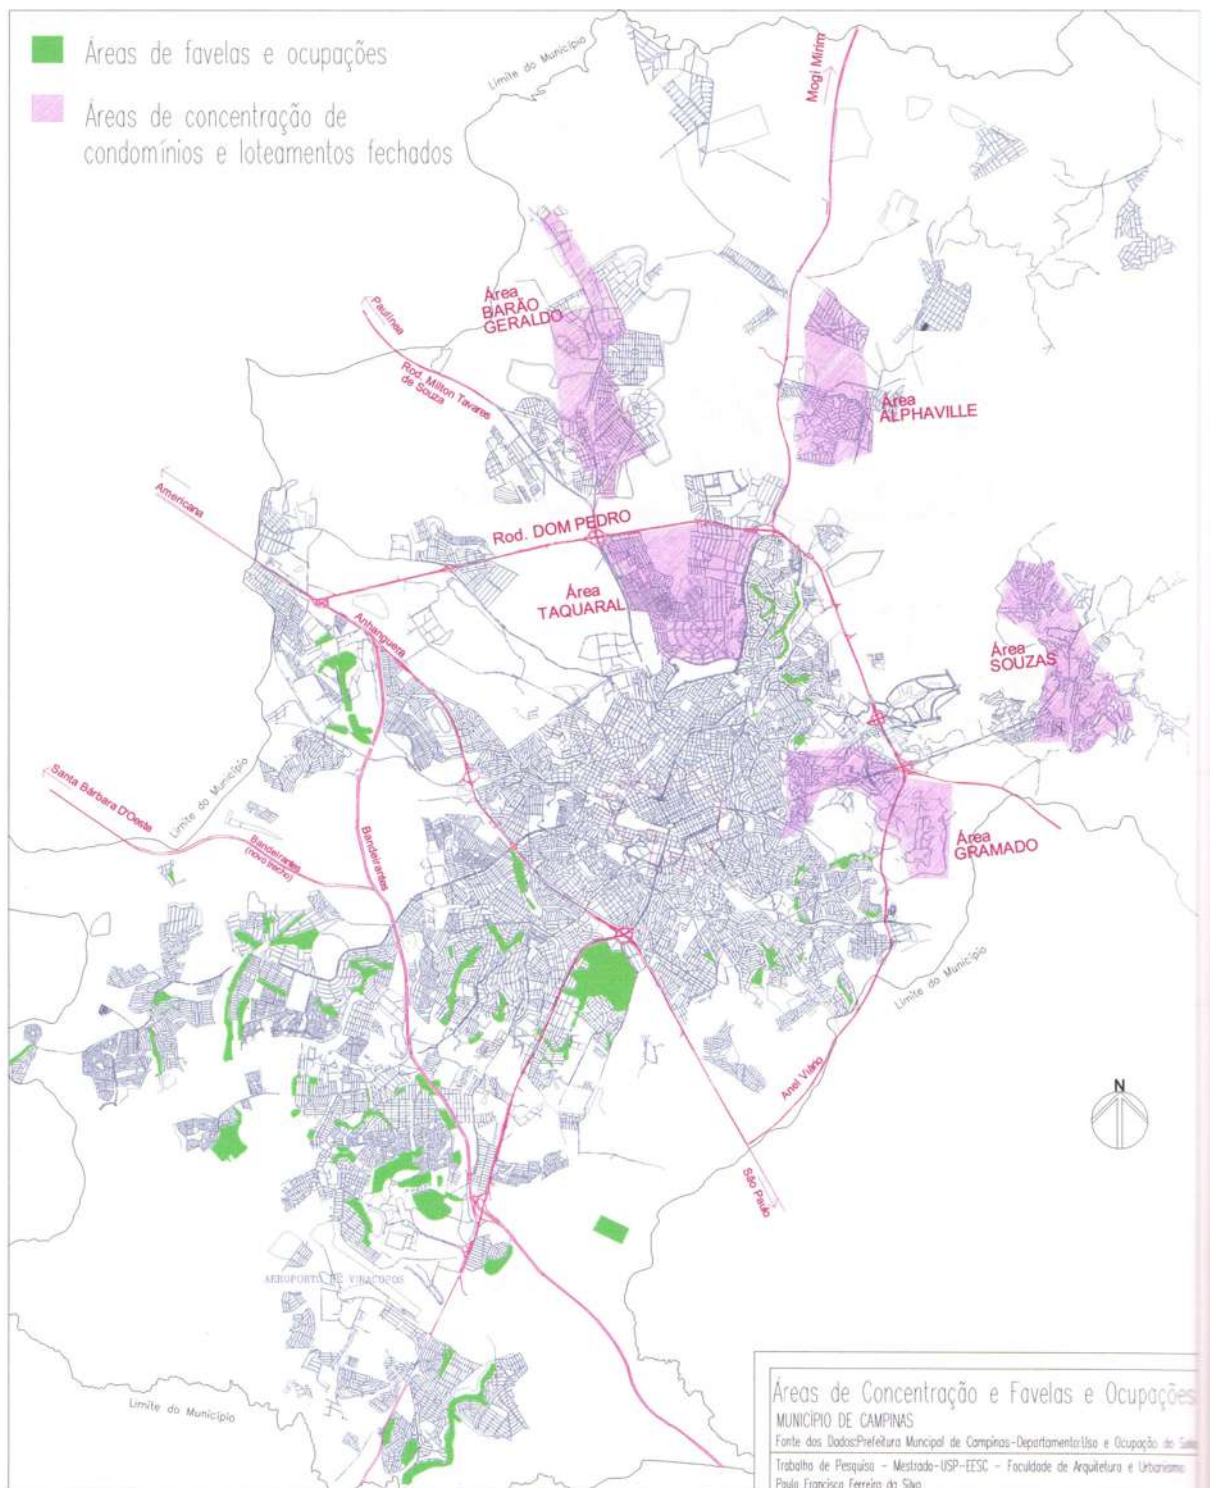 Áreas de favelas e ocupações
Áreas de concentração de
condomínios e loteamentos fechados
Limite do Município
Mogi Mirim
Área
BARÃO
GERALDO
Paulínea
Rod. Milton Tavares
de Souza
Área
ALPHAVILLE
Americana
Rod. DOM PEDRO
Área
TAQUARAL
Anhanguera
Área
SOUZAS
Santa Bárbara D'Oeste
Limite do Município
Bandeirantes
(novo trecho)
Bandeirantes
Área
GRAMADO
Limite do Município
Anel Viário
N
São Paulo
AEROPORTO DE VIRACOPOS
Limite do Município
Áreas de Concentração e Favelas e Ocupações
MUNICÍPIO DE CAMPINAS
Fonte dos Dados:Prefeitura Muncipal de Campinas-Departamento:Uso e Ocupação do
Trabalho de Pesquisa - Mestrado-USP-EESC - Faculdade de Arquitetura e Urbanismo
Paula Francisca Ferreira da Silva